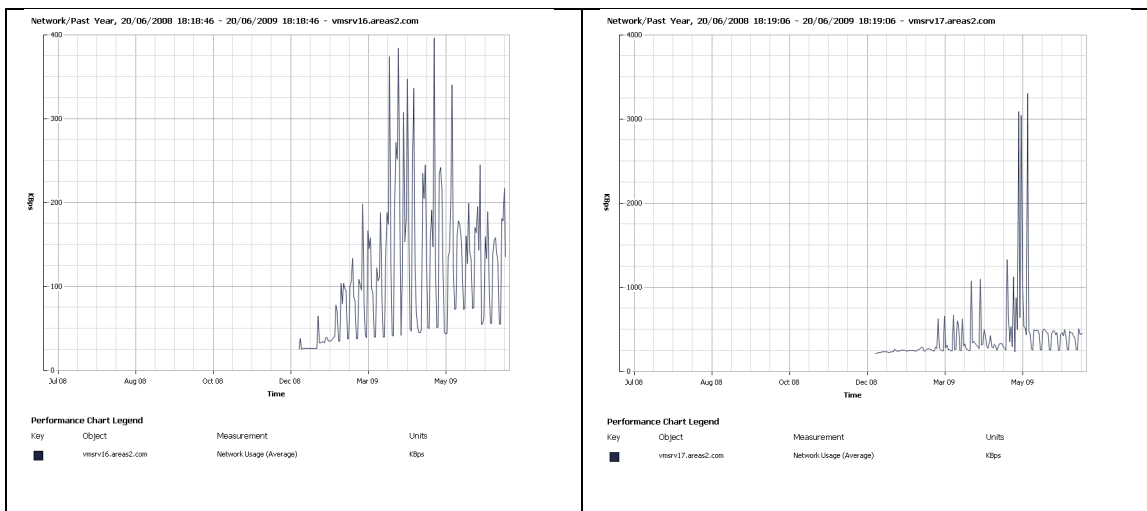 Network/Past Year, 20/06/2008 18:18:46 - 20/06/2009 18:18:46 - vmsrv16.areas2.com
400
300
200
100
0
KBps
Jul 08 Aug 08 Oct 08 Dec 08 Mar 09 May 09
Time
Performance Chart Legend
Key Object Measurement Units
vmsrv16.areas2.com Network Usage (Average) KBps
Network/Past Year, 20/06/2008 18:19:06 - 20/06/2009 18:19:06 - vmsrv17.areas2.com
4000
3000
2000
1000
0
KBps
Jul 08 Aug 08 Oct 08 Dec 08 Mar 09 May 09
Time
Performance Chart Legend
Key Object Measurement Units
vmsrv17.areas2.com Network Usage (Average) KBps